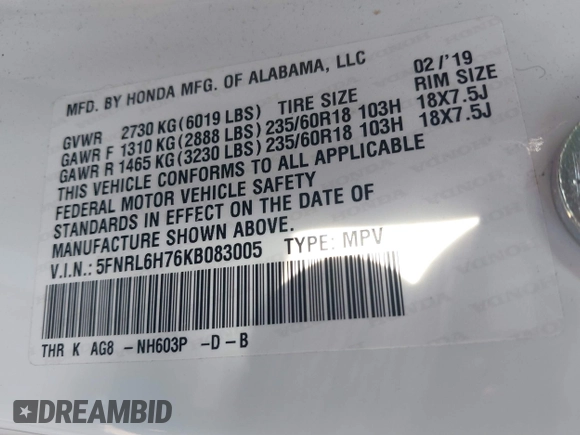 MFD. BY HONDA MFG. OF ALABAMA, LLC 02/'19
GVWR 2730 KG(6019 LBS) TIRE SIZE RIM SIZE
GAWR F 1310 KG(2888 LBS)235/60R18 103H 18X7.5J
GAWR R 1465 KG(3230 LBS)235/60R18 103H 18X7.5J
THIS VEHICLE CONFORMS TO ALL APPLICABLE
FEDERAL MOTOR VEHICLE SAFETY
STANDARDS IN EFFECT ON THE DATE OF
MANUFACTURE SHOWN ABOVE.
V.I.N.: 5FNRL6H76KB083005 TYPE: MPV
THR K AG8 -NH603P -D-B
DREAMBID